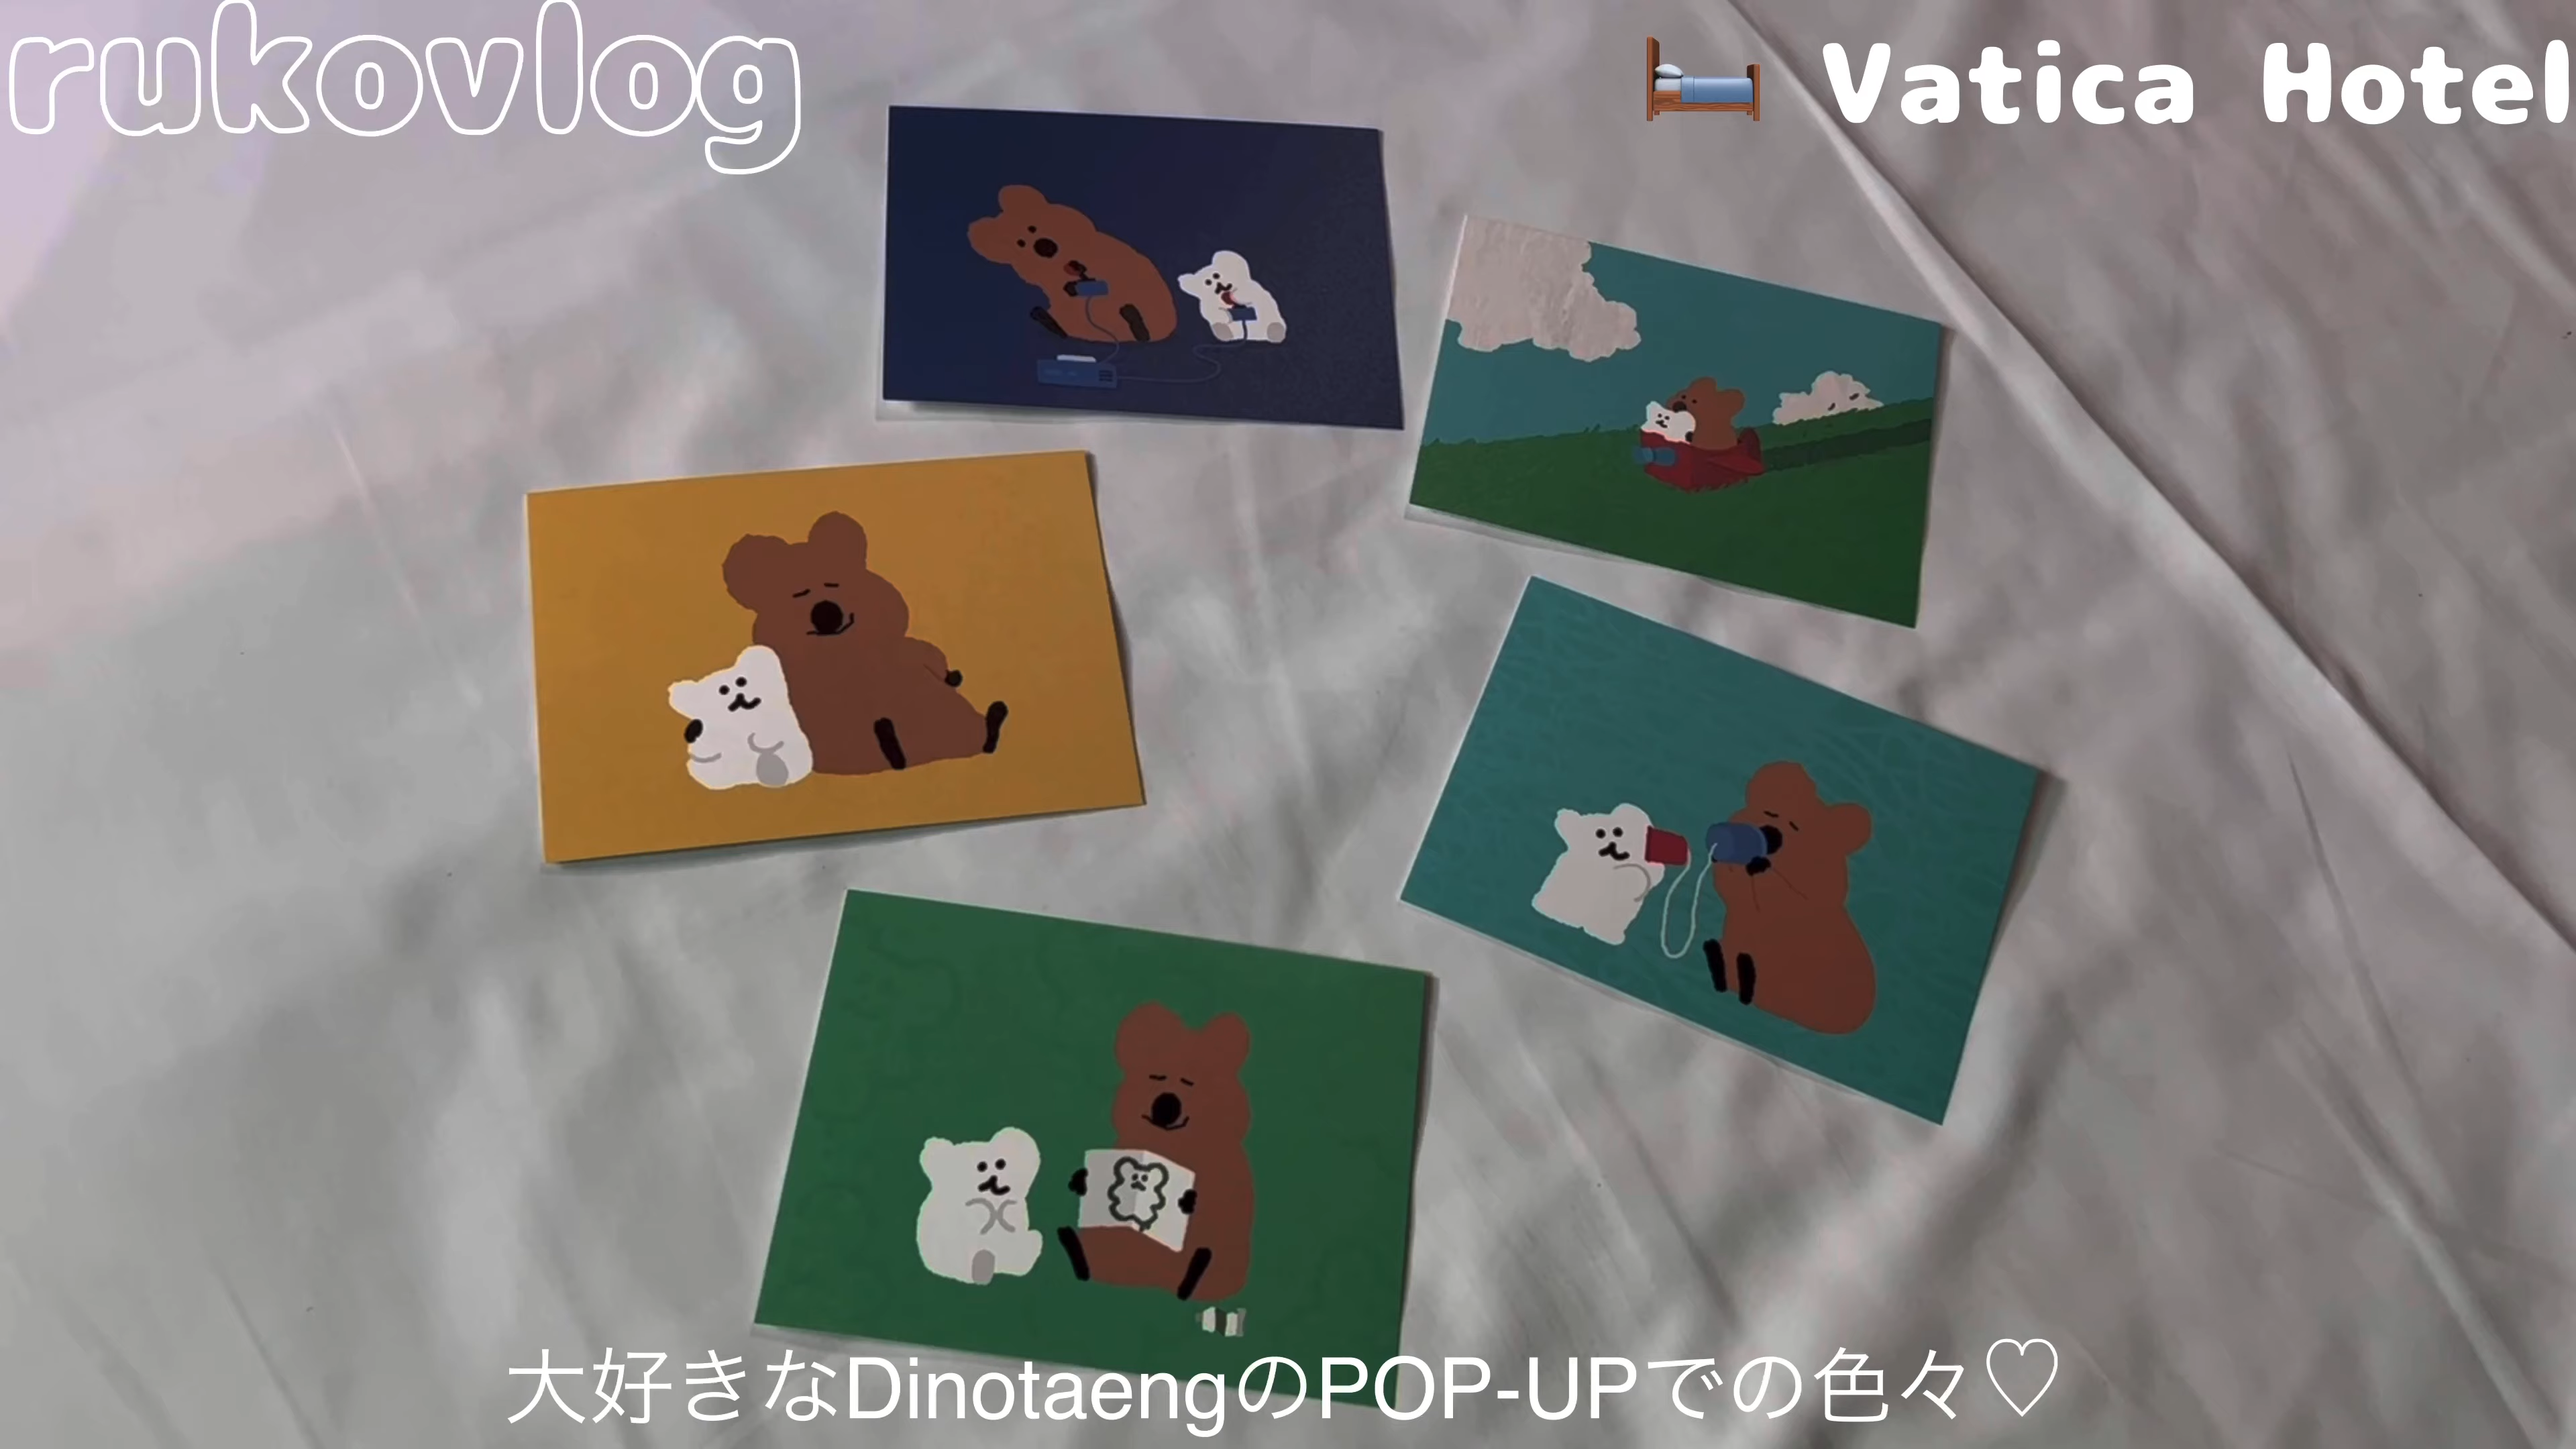 rukovlog
🛏️ Vatica Hotel
大好きなDinotaengのPOP-UPでの色々♡